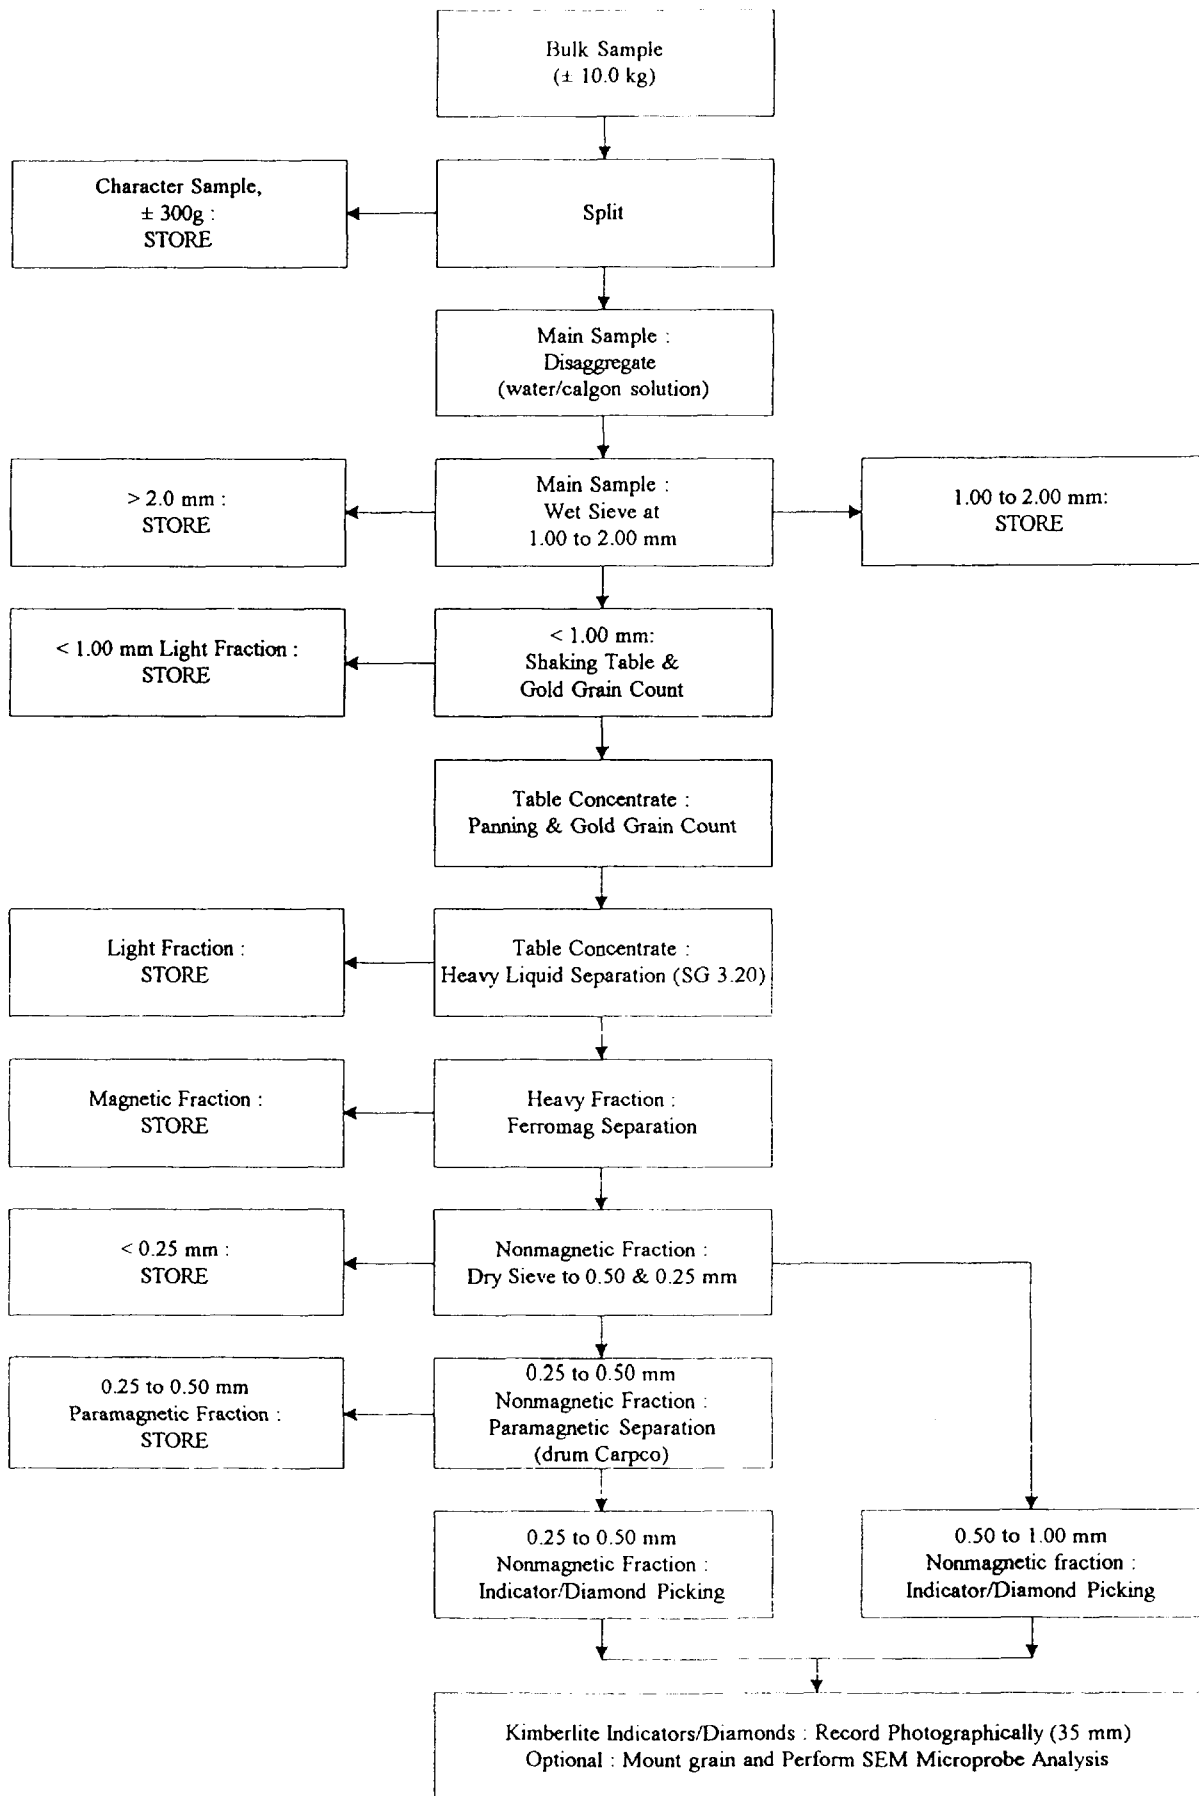 Bulk Sample
(± 10.0 kg)
Character Sample,
± 300g :
STORE
Split
Main Sample :
Disaggregate
(water/calgon solution)
> 2.0 mm :
STORE
Main Sample :
Wet Sieve at
1.00 to 2.00 mm
1.00 to 2.00 mm:
STORE
< 1.00 mm Light Fraction :
STORE
< 1.00 mm:
Shaking Table &
Gold Grain Count
Table Concentrate :
Panning & Gold Grain Count
Light Fraction :
STORE
Table Concentrate :
Heavy Liquid Separation (SG 3.20)
Magnetic Fraction :
STORE
Heavy Fraction :
Ferromag Separation
< 0.25 mm :
STORE
Nonmagnetic Fraction :
Dry Sieve to 0.50 & 0.25 mm
0.25 to 0.50 mm
Paramagnetic Fraction :
STORE
0.25 to 0.50 mm
Nonmagnetic Fraction :
Paramagnetic Separation
(drum Carpco)
0.25 to 0.50 mm
Nonmagnetic Fraction :
Indicator/Diamond Picking
0.50 to 1.00 mm
Nonmagnetic fraction :
Indicator/Diamond Picking
Kimberlite Indicators/Diamonds : Record Photographically (35 mm)
Optional : Mount grain and Perform SEM Microprobe Analysis